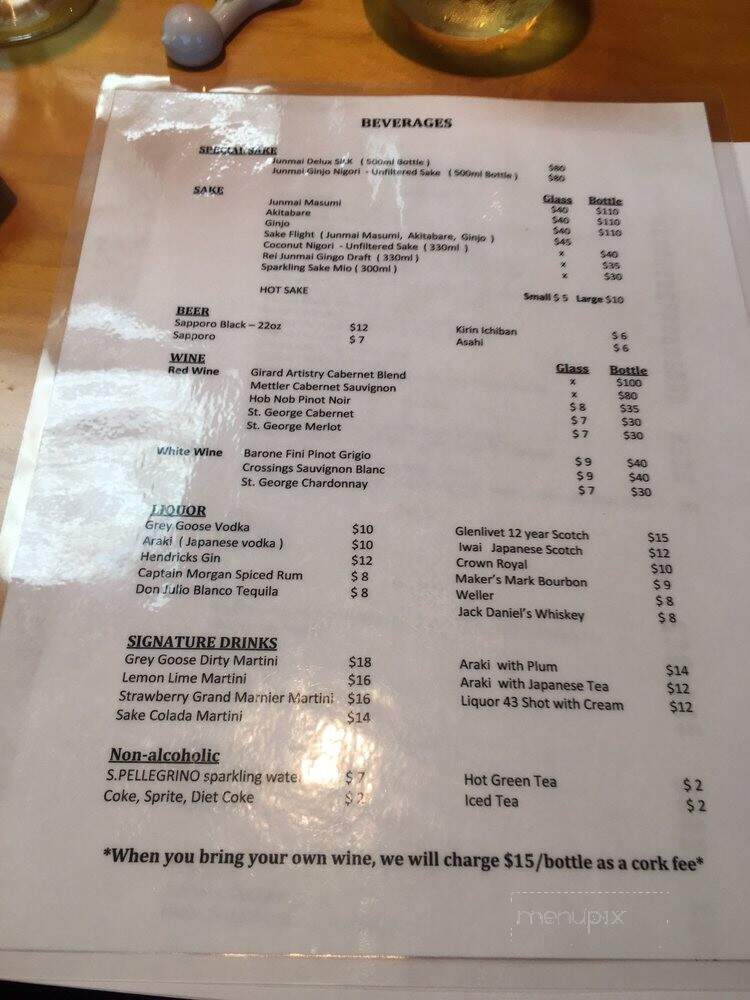 BEVERAGES
SPECIAL SAKE
Junmai Delux Silk ( 500ml Bottle ) $80
Junmai Ginjo Nigori - Unfiltered Sake ( 500ml Bottle ) $80
SAKE Glass Bottle
Junmai Masumi $40 $110
Akitabare $40 $110
Ginjo $40 $110
Sake Flight ( Junmai Masumi, Akitabare, Ginjo ) $45
Coconut Nigori - Unfiltered Sake ( 330ml ) x $40
Rei Junmai Gingo Draft ( 330ml ) x $35
Sparkling Sake Mio ( 300ml ) x $30
HOT SAKE Small $ 5 Large $10
BEER
Sapporo Black – 22oz $12 Kirin Ichiban $ 6
Sapporo $ 7 Asahi $ 6
WINE Glass Bottle
Red Wine Girard Artistry Cabernet Blend x $100
Mettler Cabernet Sauvignon x $80
Hob Nob Pinot Noir $ 8 $35
St. George Cabernet $ 7 $30
St. George Merlot $ 7 $30
White Wine Barone Fini Pinot Grigio $ 9 $40
Crossings Sauvignon Blanc $ 9 $40
St. George Chardonnay $ 7 $30
LIQUOR
Grey Goose Vodka $10 Glenlivet 12 year Scotch $15
Araki ( Japanese vodka ) $10 Iwai Japanese Scotch $12
Hendricks Gin $12 Crown Royal $10
Captain Morgan Spiced Rum $ 8 Maker's Mark Bourbon $ 9
Don Julio Blanco Tequila $ 8 Weller $ 8
Jack Daniel's Whiskey $ 8
SIGNATURE DRINKS
Grey Goose Dirty Martini $18 Araki with Plum $14
Lemon Lime Martini $16 Araki with Japanese Tea $12
Strawberry Grand Marnier Martini $16 Liquor 43 Shot with Cream $12
Sake Colada Martini $14
Non-alcoholic
S.PELLEGRINO sparkling water $ 7 Hot Green Tea $ 2
Coke, Sprite, Diet Coke $ 2 Iced Tea $ 2
*When you bring your own wine, we will charge $15/bottle as a cork fee*
menupix